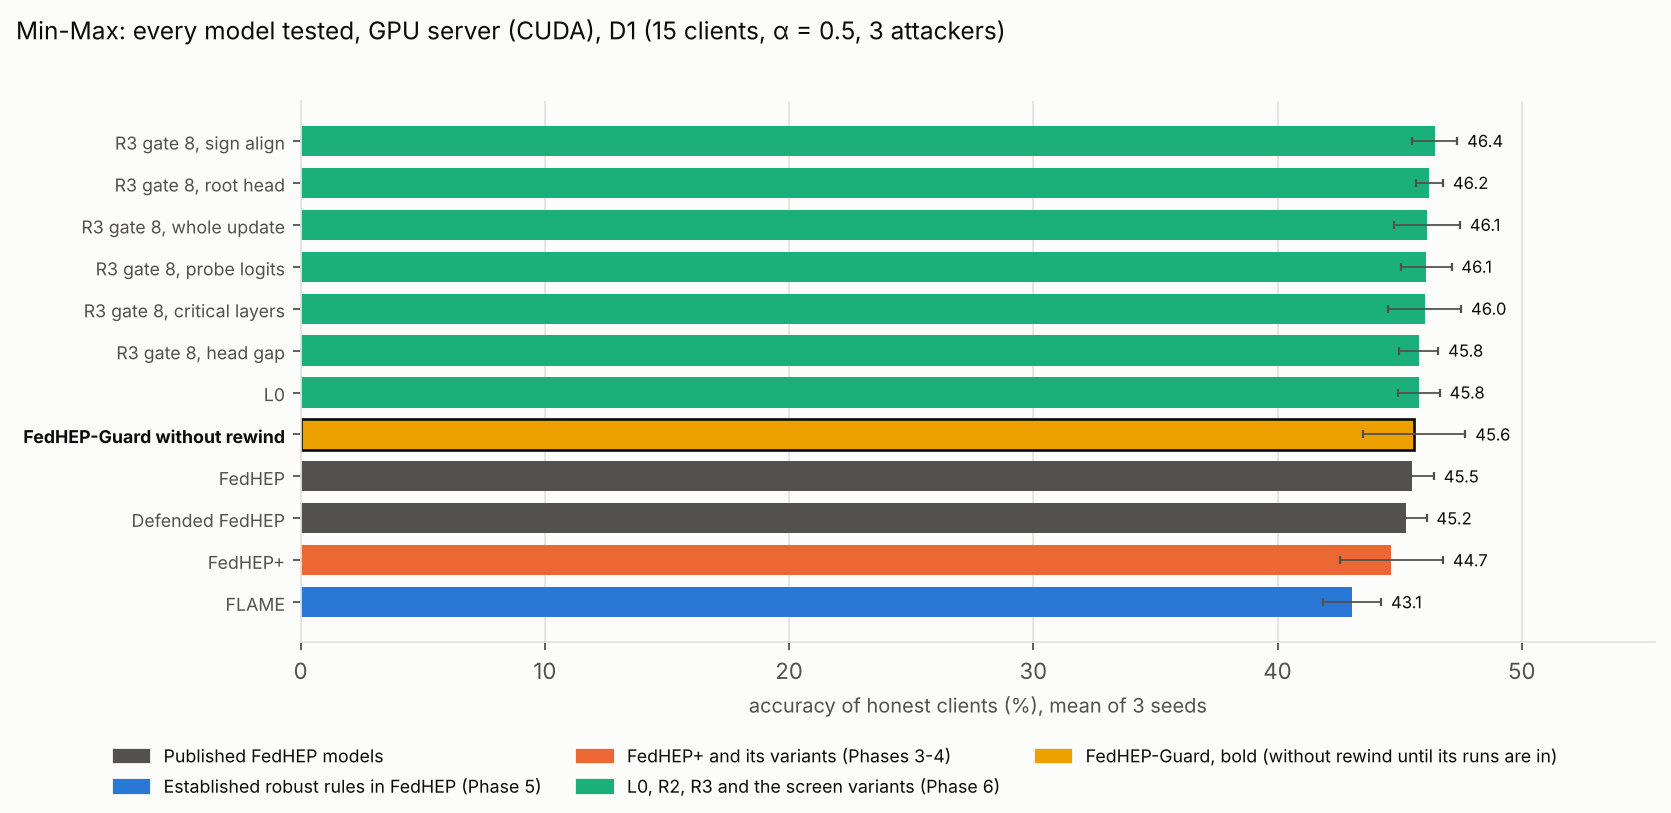 Min-Max: every model tested, GPU server (CUDA), D1 (15 clients, α = 0.5, 3 attackers)
R3 gate 8, sign align 46.4
R3 gate 8, root head 46.2
R3 gate 8, whole update 46.1
R3 gate 8, probe logits 46.1
R3 gate 8, critical layers 46.0
R3 gate 8, head gap 45.8
L0 45.8
FedHEP-Guard without rewind 45.6
FedHEP 45.5
Defended FedHEP 45.2
FedHEP+ 44.7
FLAME 43.1
0 10 20 30 40 50
accuracy of honest clients (%), mean of 3 seeds
Published FedHEP models
Established robust rules in FedHEP (Phase 5)
FedHEP+ and its variants (Phases 3-4)
L0, R2, R3 and the screen variants (Phase 6)
FedHEP-Guard, bold (without rewind until its runs are in)